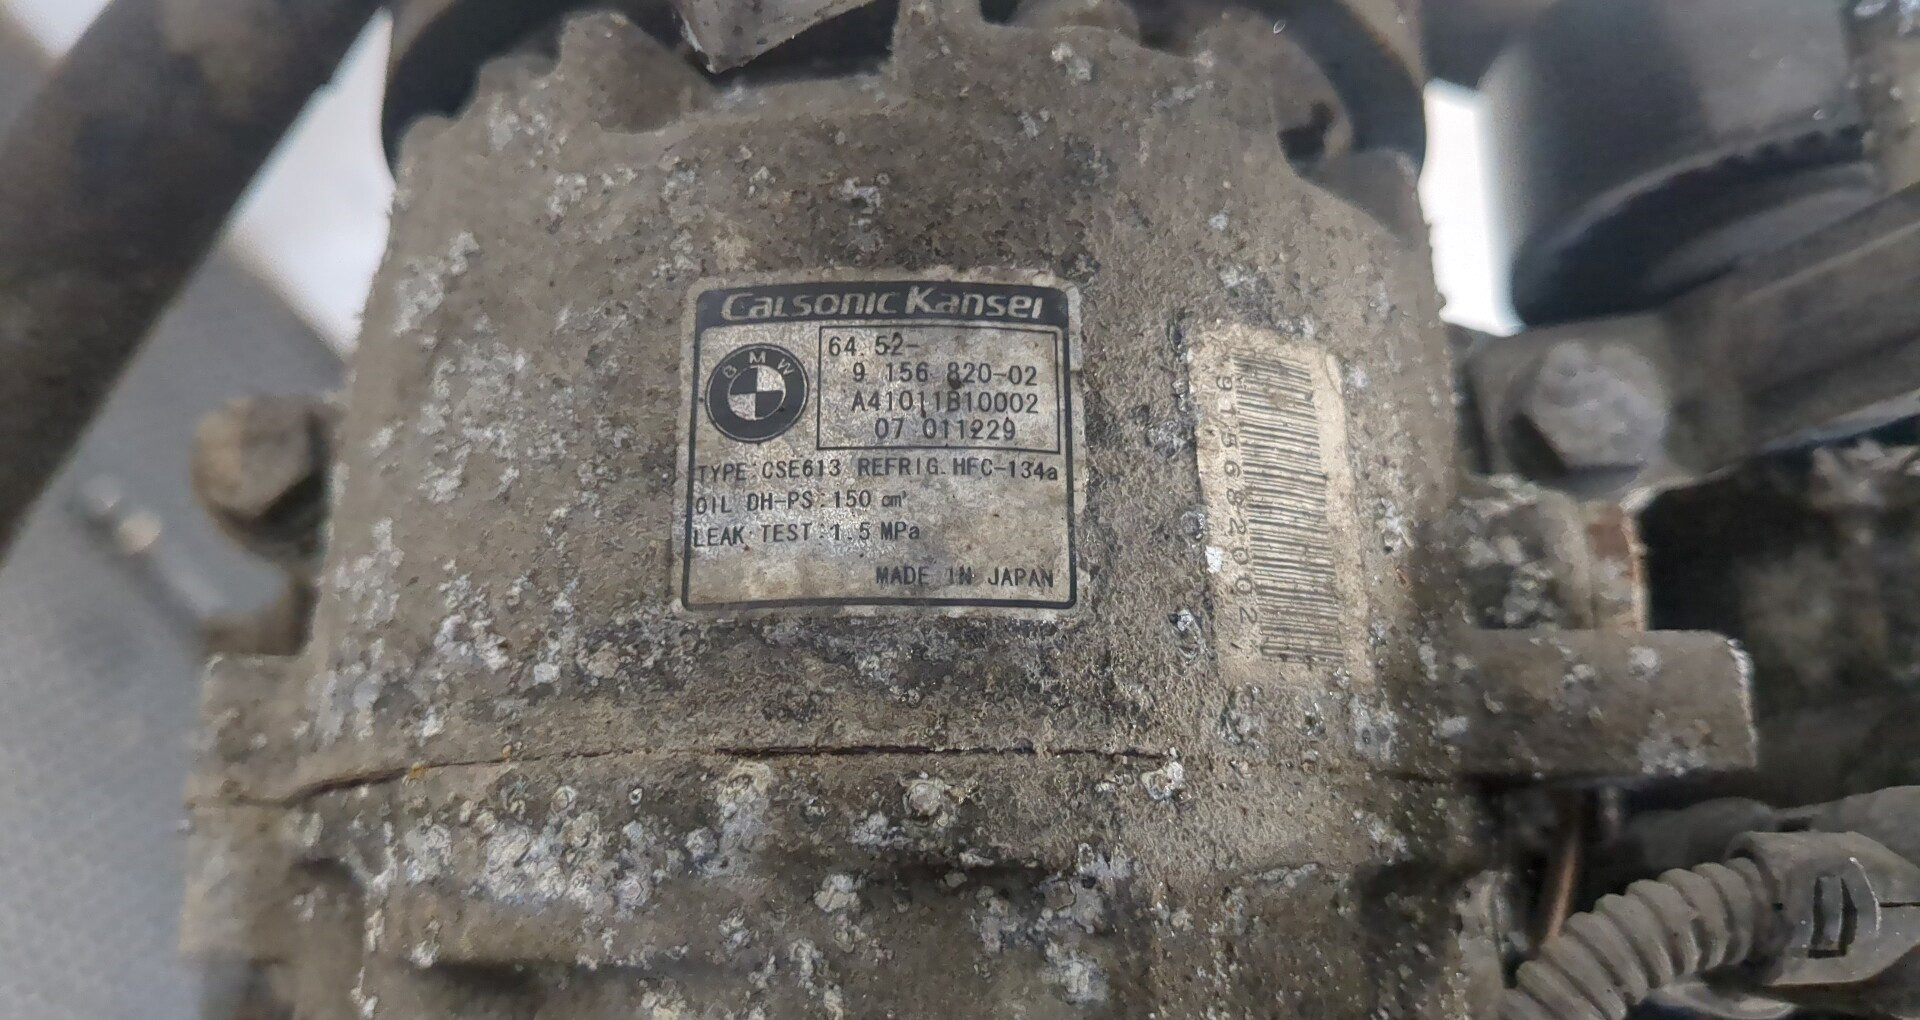 CALSONIC KANSEI
BMW
64 52-
9 156 820-02
A41011B10002
07 011229
TYPE:CSE613 REFRIG.HFC-134a
OIL DH-PS:150 cm³
LEAK TEST:1.5 MPa
MADE IN JAPAN
915682002